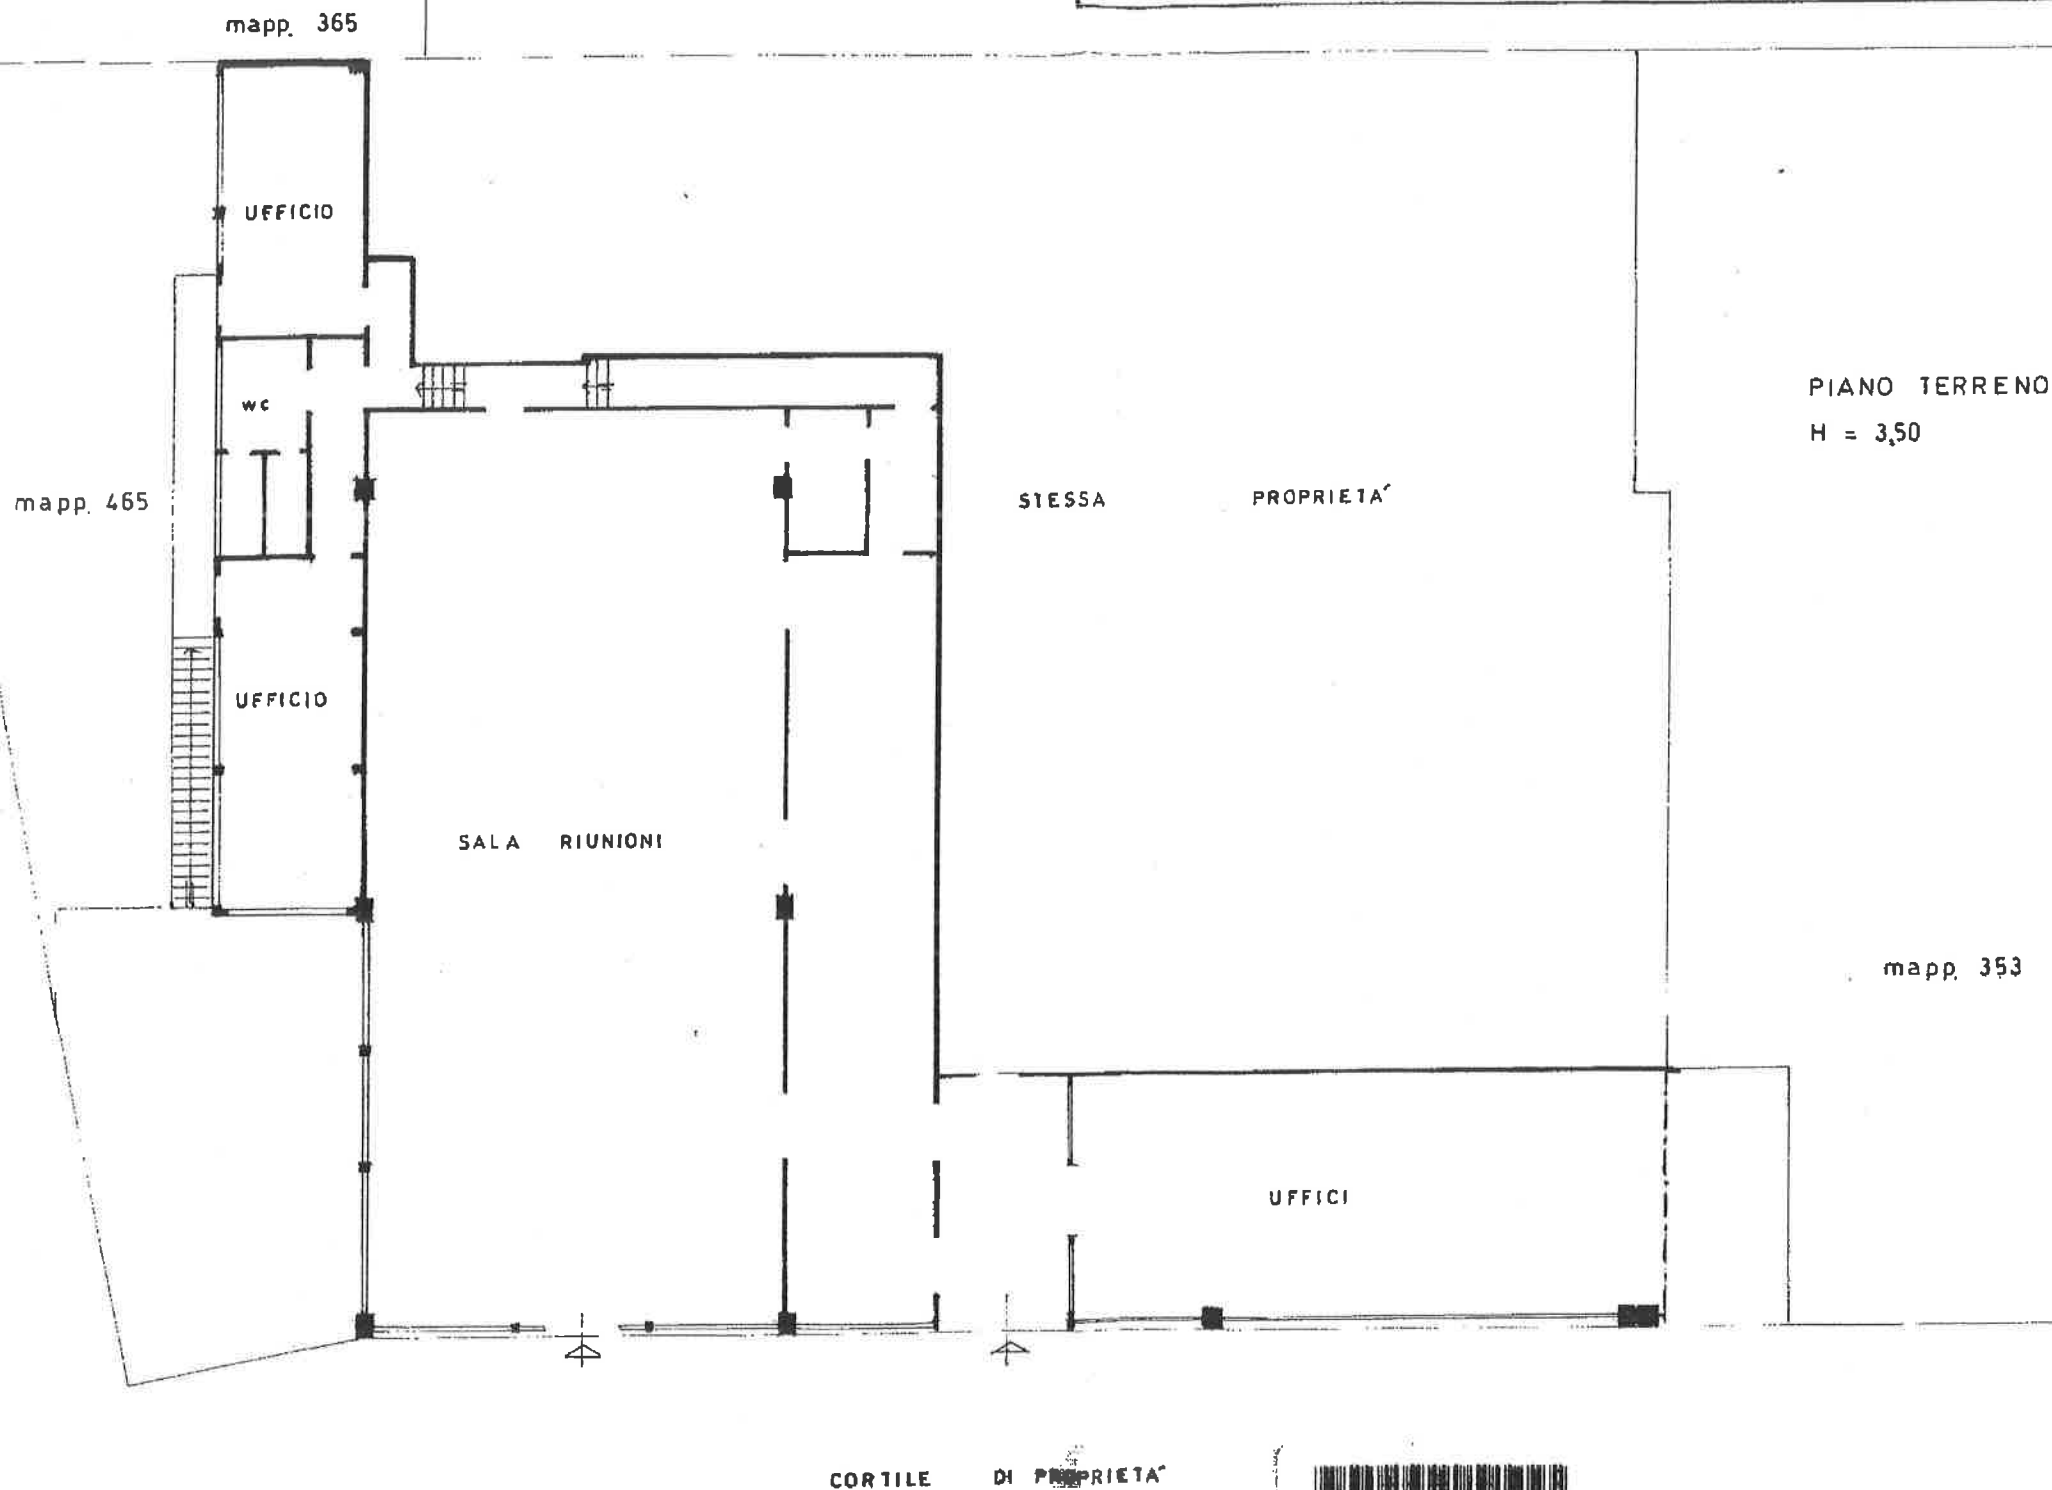 mapp. 365
UFFICIO
PIANO TERRENO
H = 3,50
WC
mapp. 465
STESSA PROPRIETA'
UFFICIO
SALA RIUNIONI
mapp. 353
UFFICI
CORTILE DI PROPRIETA'